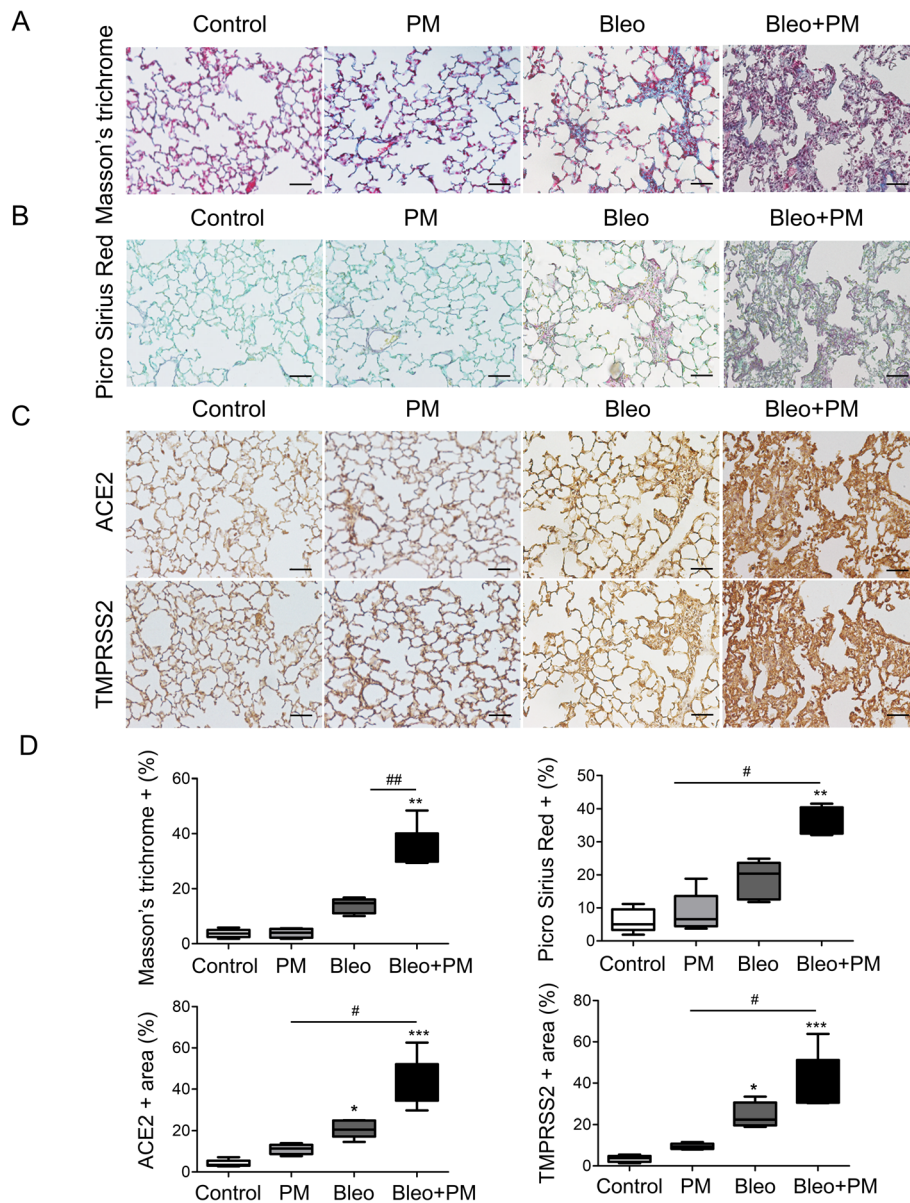 A
Control PM Bleo Bleo+PM
Masson's trichrome
B
Control PM Bleo Bleo+PM
Picro Sirius Red
C
Control PM Bleo Bleo+PM
ACE2
TMPRSS2
D
Masson's trichrome + (%)
60
40
20
0
##
**
Control PM Bleo Bleo+PM
Picro Sirius Red + (%)
50
40
30
20
10
0
#
**
Control PM Bleo Bleo+PM
ACE2 + area (%)
80
60
40
20
0
#
*
***
Control PM Bleo Bleo+PM
TMPRSS2 + area (%)
80
60
40
20
0
#
*
***
Control PM Bleo Bleo+PM